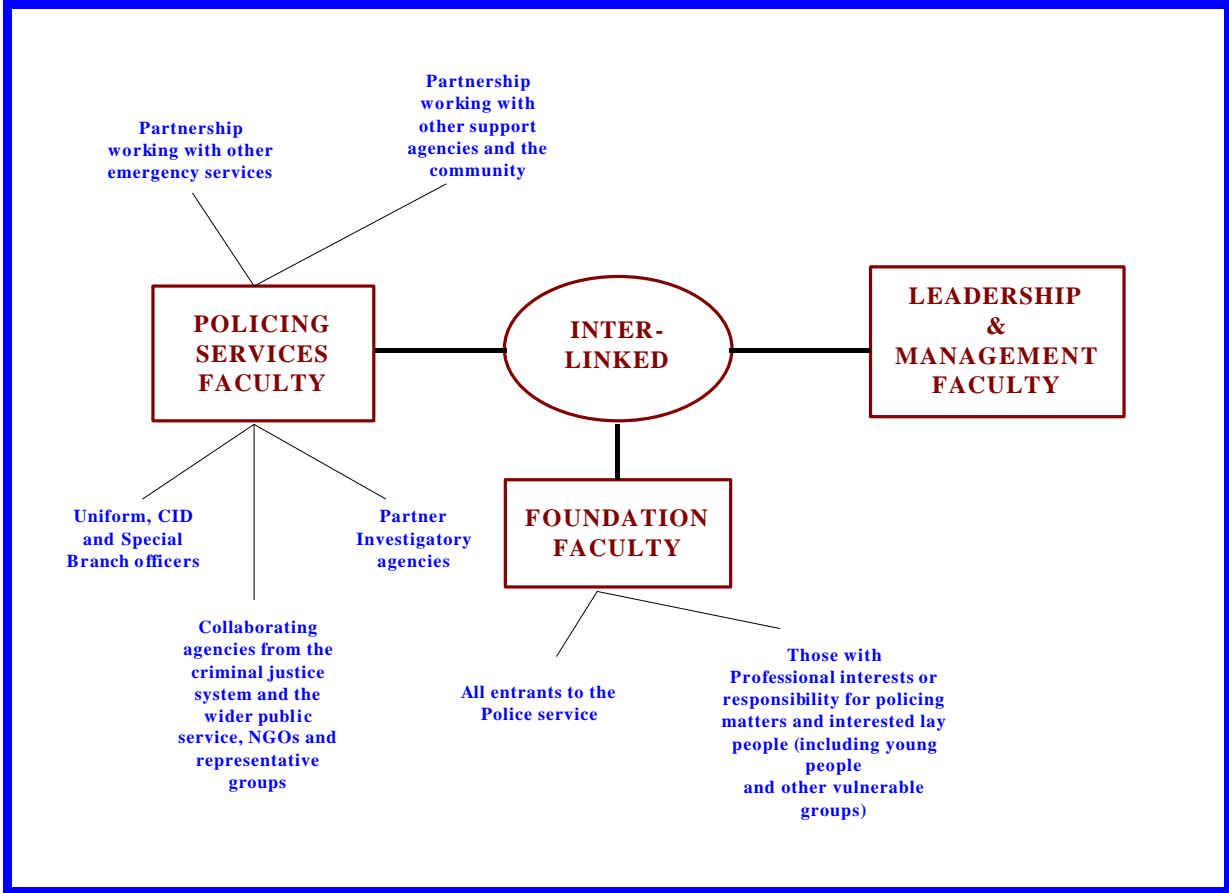 Partnership
working with
other support
agencies and the
community
Partnership
working with other
emergency services
POLICING
SERVICES
FACULTY
INTER-
LINKED
LEADERSHIP
&
MANAGEMENT
FACULTY
Uniform, CID
and Special
Branch officers
Partner
Investigatory
agencies
FOUNDATION
FACULTY
Collaborating
agencies from the
criminal justice
system and the
wider public
service, NGOs and
representative
groups
All entrants to the
Police service
Those with
Professional interests or
responsibility for policing
matters and interested lay
people (including young
people
and other vulnerable
groups)